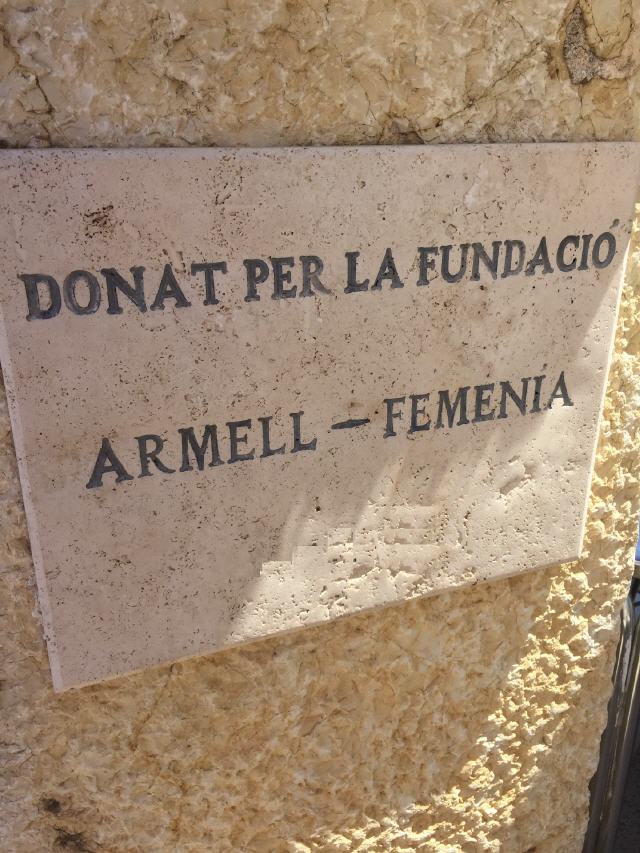 DONAT PER LA FUNDACIÓ
ARMELL – FEMENIA